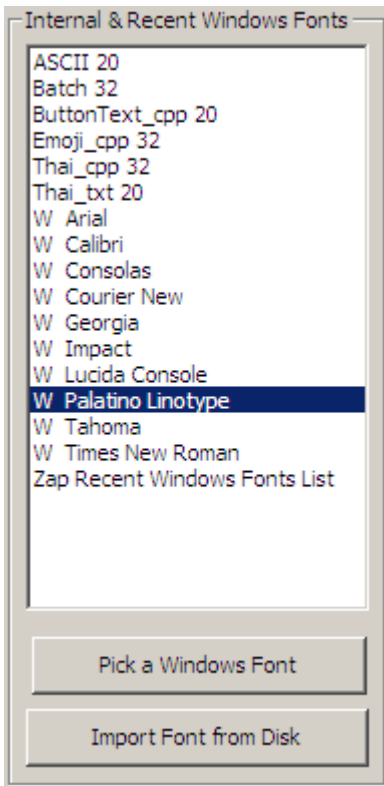 Internal & Recent Windows Fonts
ASCII 20
Batch 32
ButtonText_cpp 20
Emoji_cpp 32
Thai_cpp 32
Thai_txt 20
W  Arial
W  Calibri
W  Consolas
W  Courier New
W  Georgia
W  Impact
W  Lucida Console
W  Palatino Linotype
W  Tahoma
W  Times New Roman
Zap Recent Windows Fonts List
Pick a Windows Font
Import Font from Disk